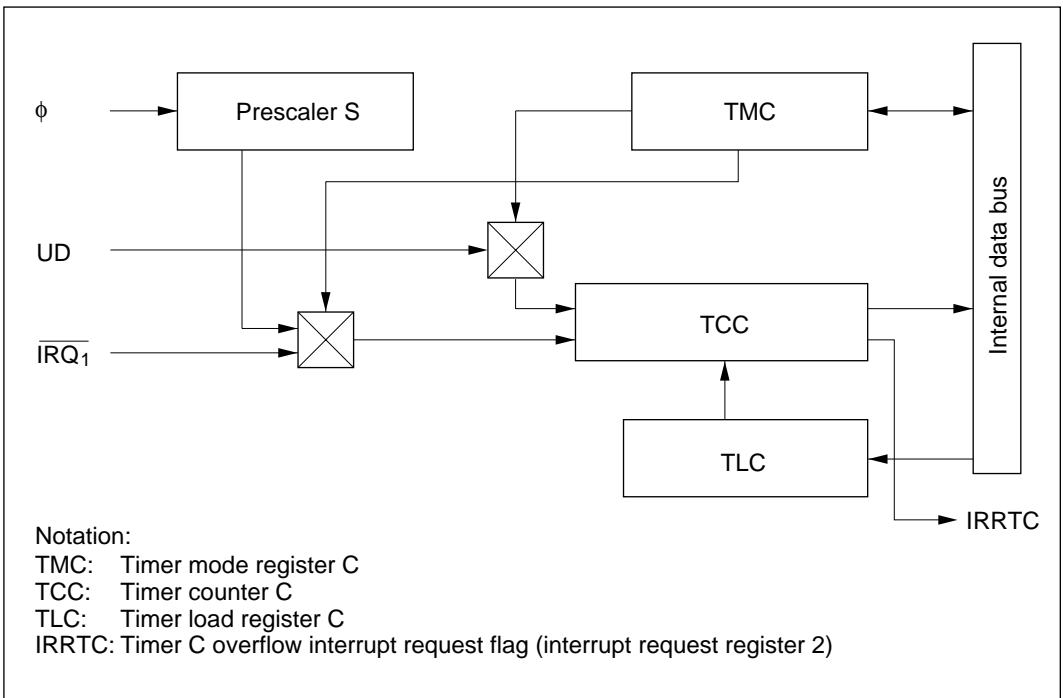 φ
Prescaler S
TMC
UD
TCC
Internal data bus
IRQ1
TLC
IRRTC
Notation:
TMC: Timer mode register C
TCC: Timer counter C
TLC: Timer load register C
IRRTC: Timer C overflow interrupt request flag (interrupt request register 2)